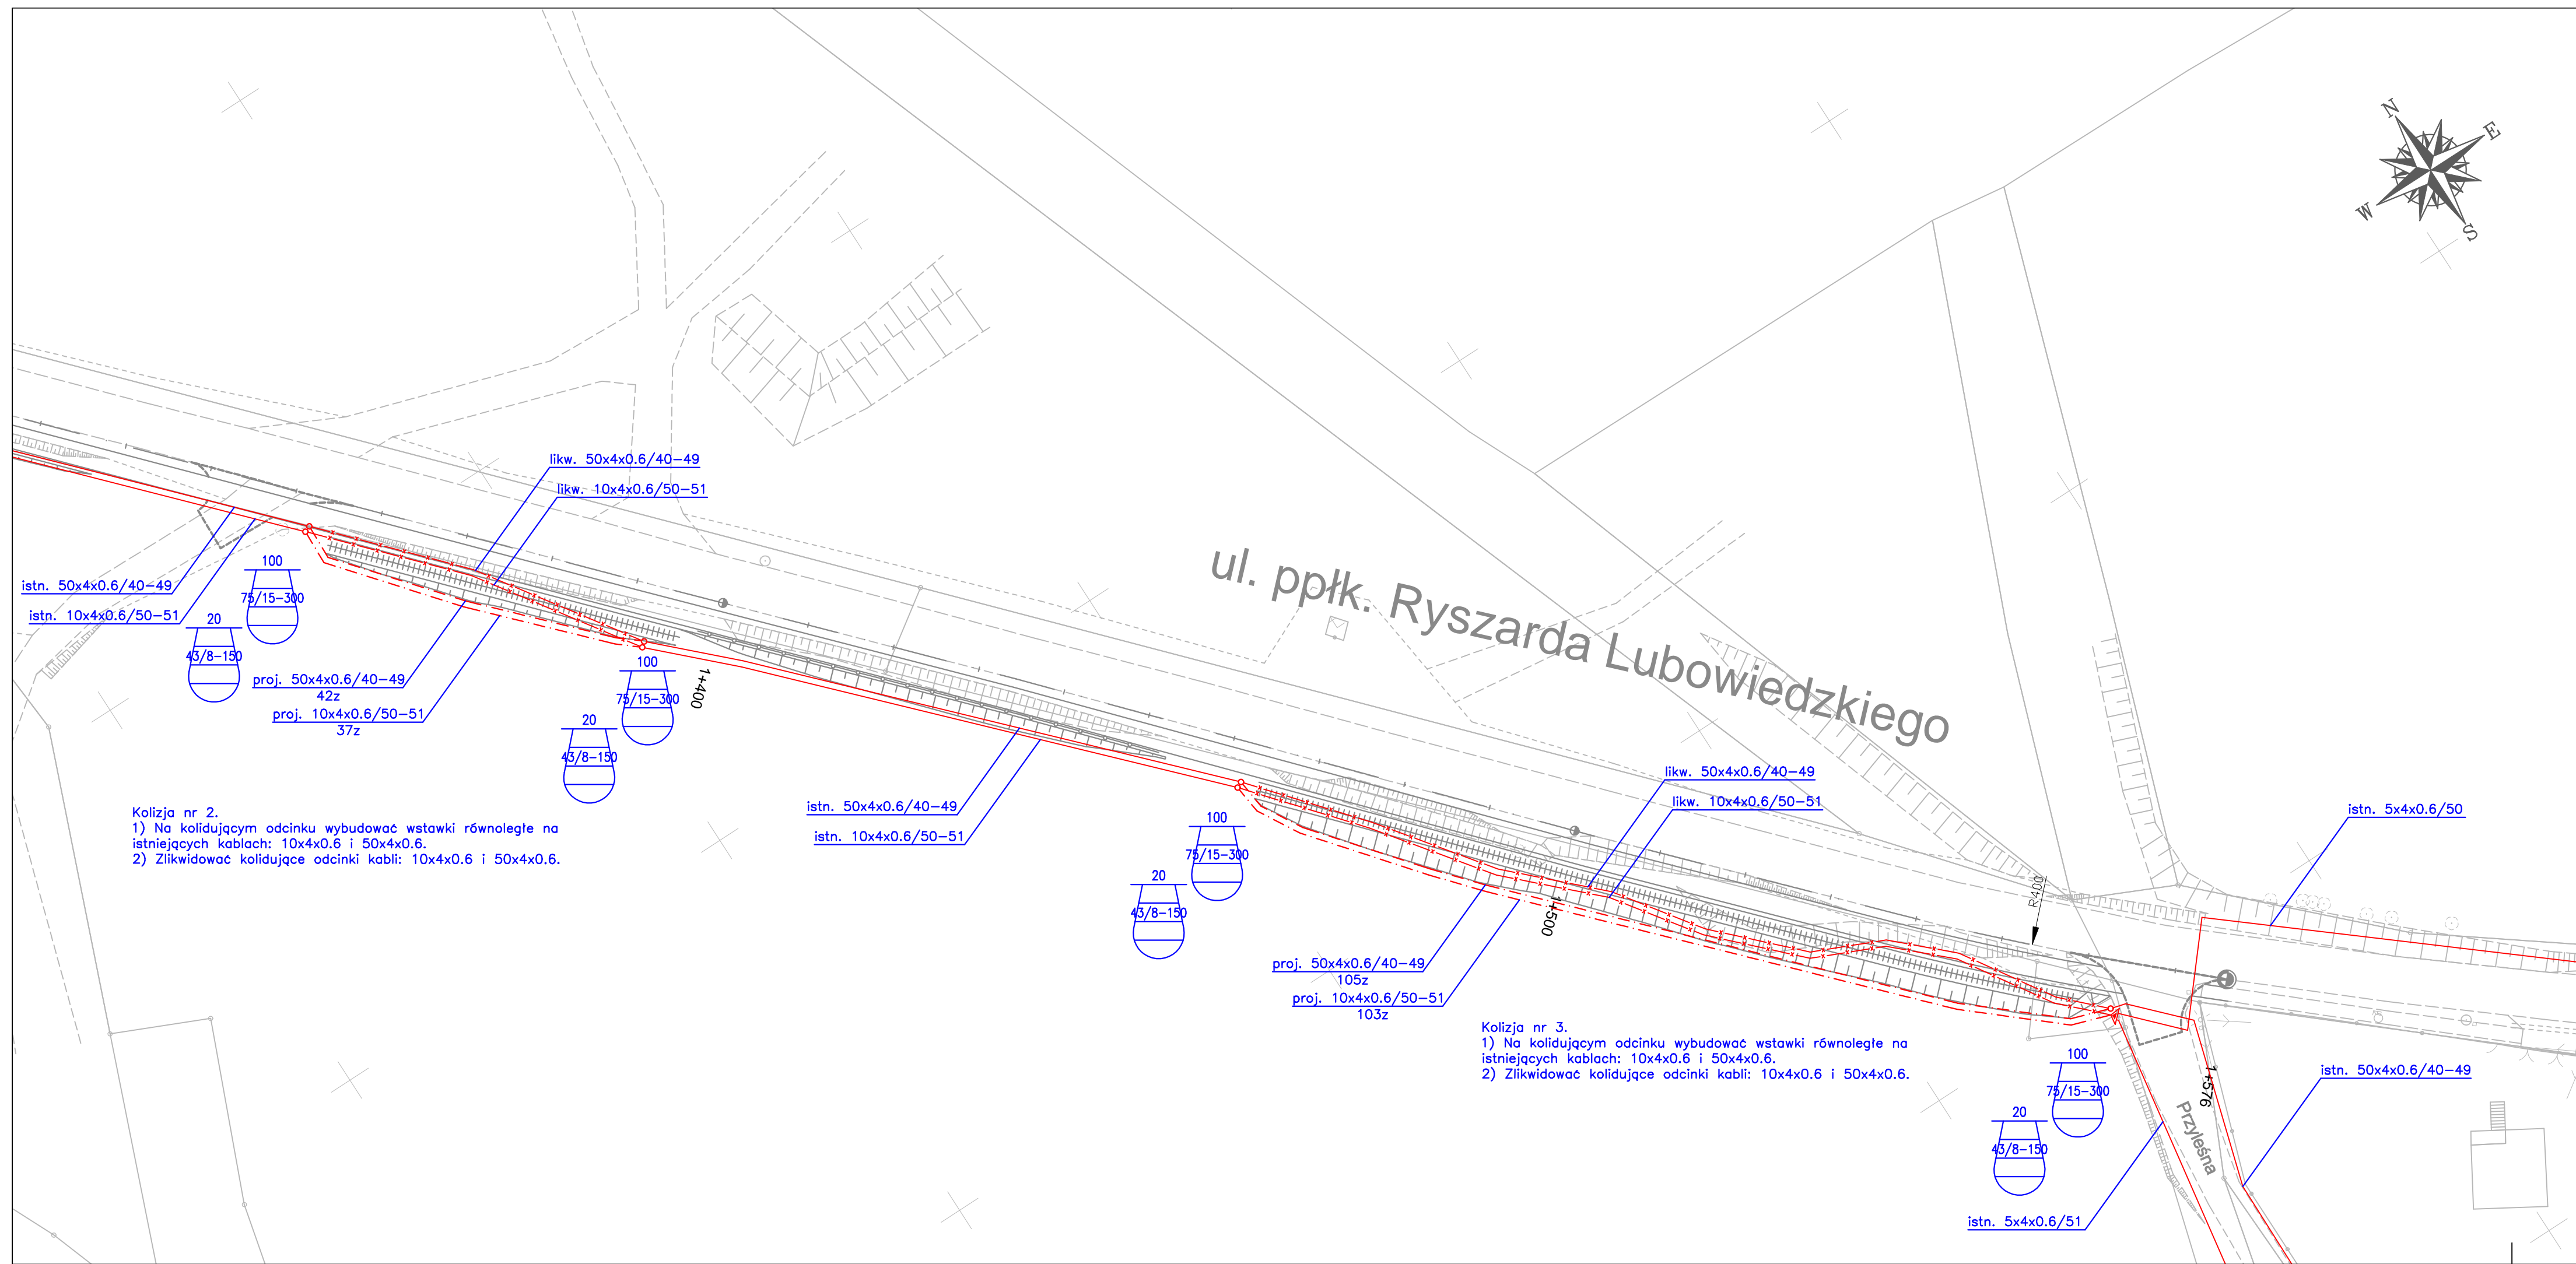 N
E
W
S
likw. 50x4x0.6/40-49
likw. 10x4x0.6/50-51
ul. ppłk. Ryszarda Lubowiedzkiego
istn. 50x4x0.6/40-49
istn. 10x4x0.6/50-51
100
75/15-300
20
43/8-150
proj. 50x4x0.6/40-49
42z
proj. 10x4x0.6/50-51
37z
100
75/15-300
20
43/8-150
1+400
Kolizja nr 2.
1) Na kolidującym odcinku wybudować wstawki równoległe na
istniejących kablach: 10x4x0.6 i 50x4x0.6.
2) Zlikwidować kolidujące odcinki kabli: 10x4x0.6 i 50x4x0.6.
istn. 50x4x0.6/40-49
istn. 10x4x0.6/50-51
100
75/15-300
20
43/8-150
likw. 50x4x0.6/40-49
likw. 10x4x0.6/50-51
1+500
proj. 50x4x0.6/40-49
105z
proj. 10x4x0.6/50-51
103z
R-400
istn. 5x4x0.6/50
Kolizja nr 3.
1) Na kolidującym odcinku wybudować wstawki równoległe na
istniejących kablach: 10x4x0.6 i 50x4x0.6.
2) Zlikwidować kolidujące odcinki kabli: 10x4x0.6 i 50x4x0.6.
100
75/15-300
20
43/8-150
1+576
Przyleśna
istn. 50x4x0.6/40-49
istn. 5x4x0.6/51